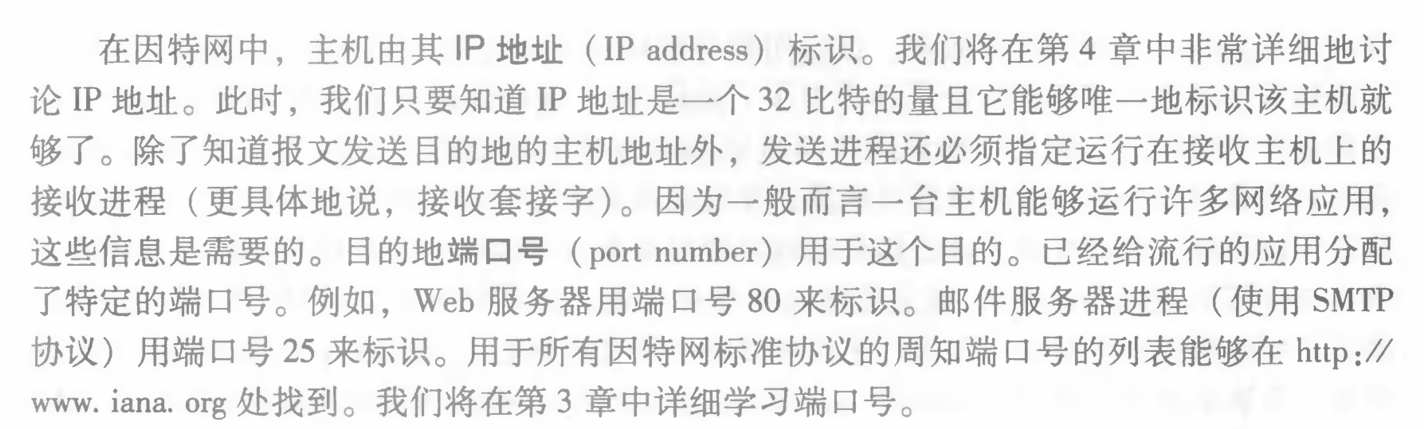 在因特网中，主机由其 IP 地址（IP address）标识。我们将在第 4 章中非常详细地讨
论 IP 地址。此时，我们只要知道 IP 地址是一个 32 比特的量且它能够唯一地标识该主机就
够了。除了知道报文发送目的地的主机地址外，发送进程还必须指定运行在接收主机上的
接收进程（更具体地说，接收套接字）。因为一般而言一台主机能够运行许多网络应用，
这些信息是需要的。目的地端口号（port number）用于这个目的。已经给流行的应用分配
了特定的端口号。例如，Web 服务器用端口号 80 来标识。邮件服务器进程（使用 SMTP
协议）用端口号 25 来标识。用于所有因特网标准协议的周知端口号的列表能够在 http://
www. iana. org 处找到。我们将在第 3 章中详细学习端口号。